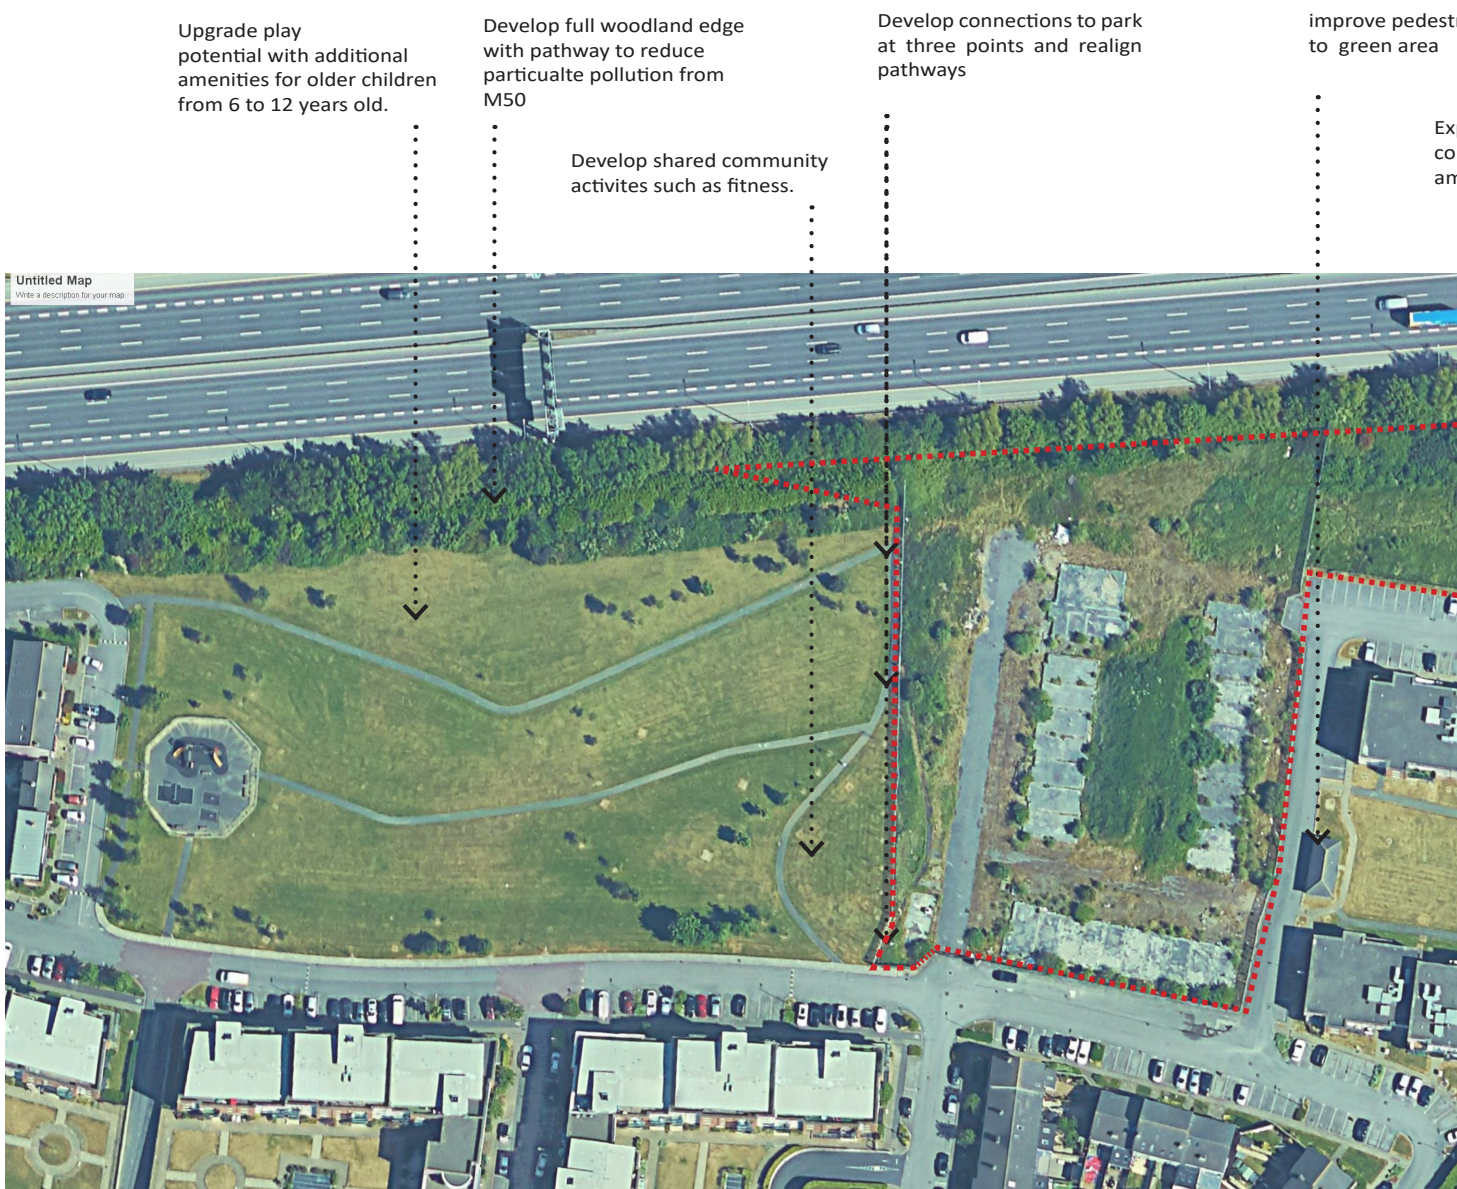 Upgrade play
potential with additional
amenities for older children
from 6 to 12 years old.
Develop full woodland edge
with pathway to reduce
particualte pollution from
M50
Develop shared community
activites such as fitness.
Develop connections to park
at three points and realign
pathways
improve pedest
to green area
Untitled Map
Write a description for your map.